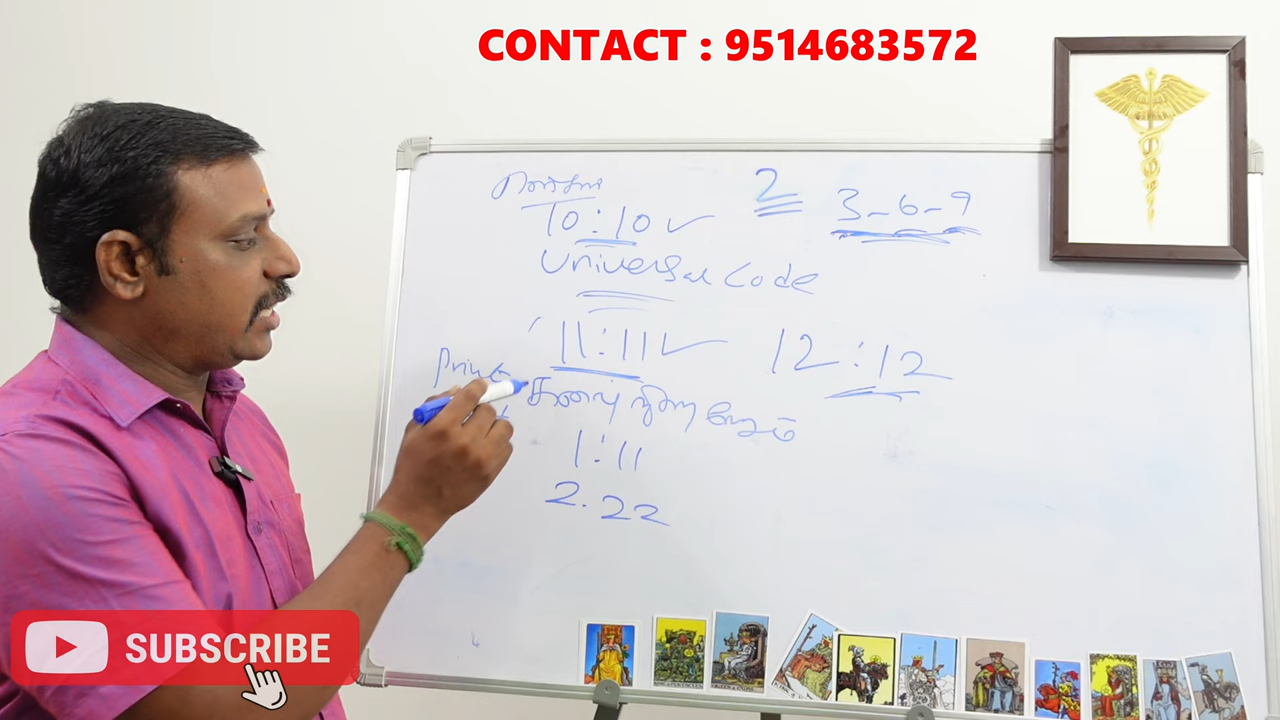 CONTACT : 9514683572
2 3-6-9
10:10 ✓
Universal Code
11:11 ✓ 12:12
கனவு
1:11
2.22
SUBSCRIBE